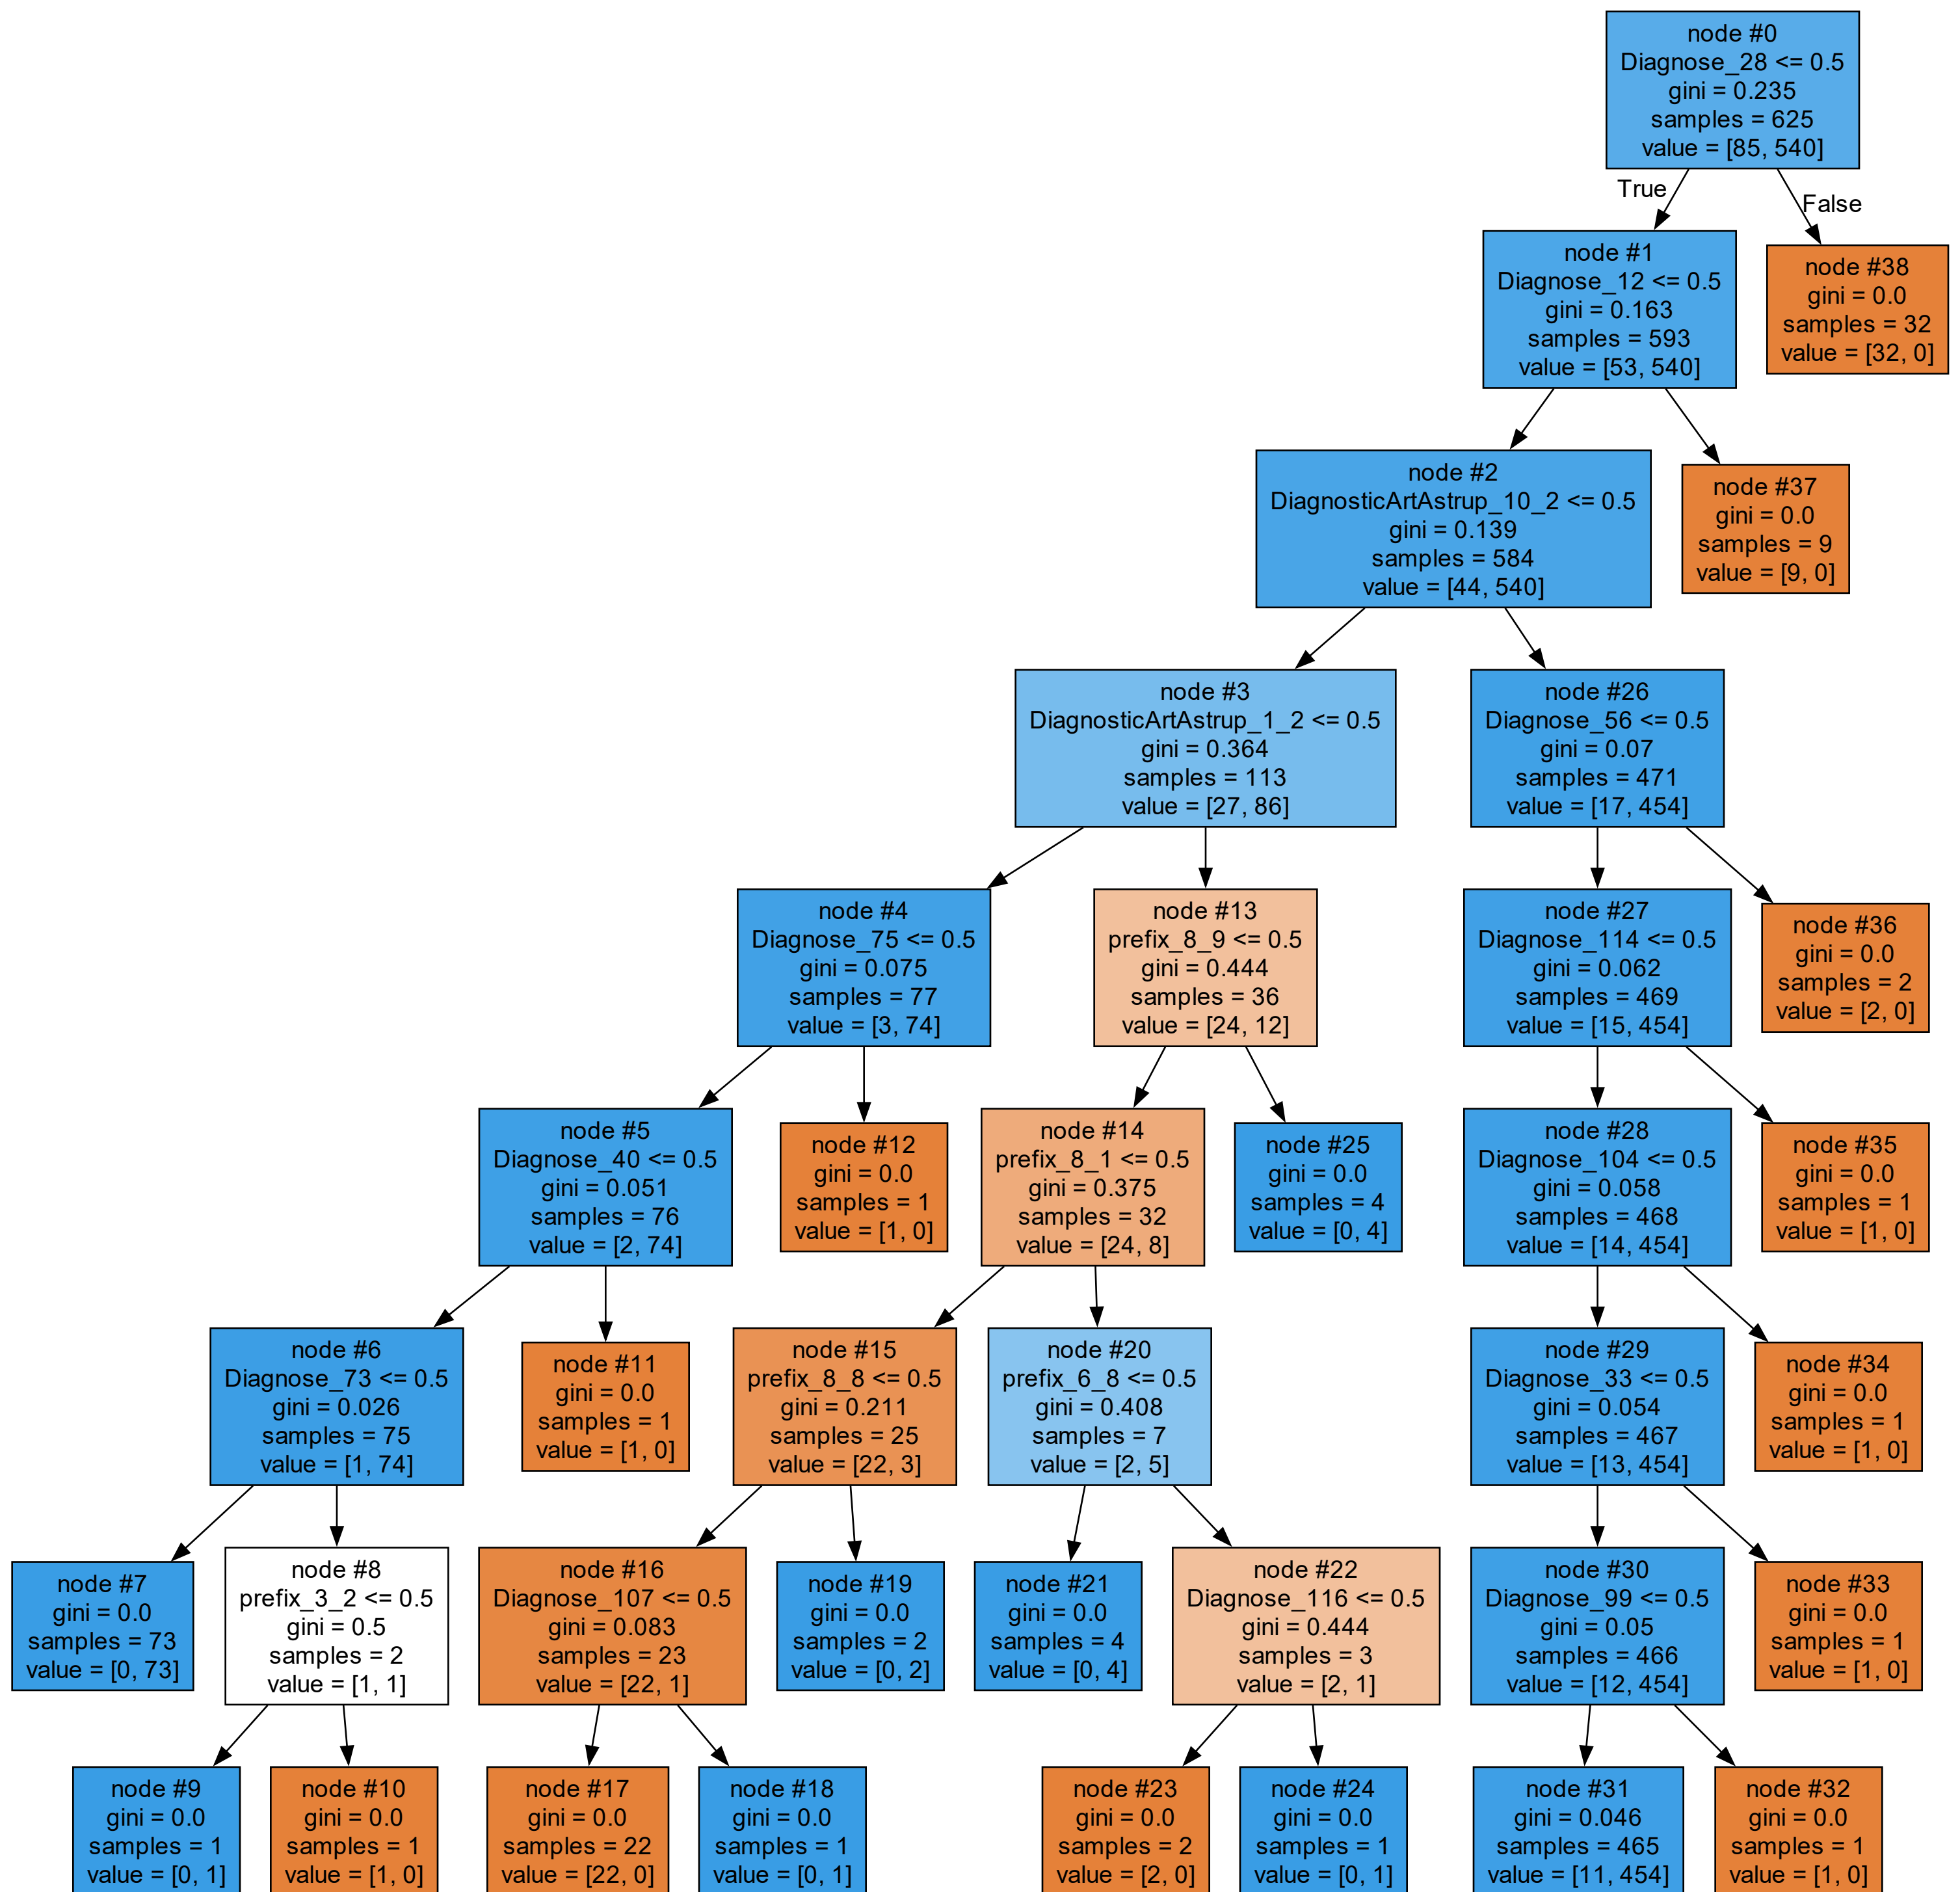 node #0
Diagnose_28 <= 0.5
gini = 0.235
samples = 625
value = [85, 540]
True
False
node #1
Diagnose_12 <= 0.5
gini = 0.163
samples = 593
value = [53, 540]
node #38
gini = 0.0
samples = 32
value = [32, 0]
node #2
DiagnosticArtAstrup_10_2 <= 0.5
gini = 0.139
samples = 584
value = [44, 540]
node #37
gini = 0.0
samples = 9
value = [9, 0]
node #3
DiagnosticArtAstrup_1_2 <= 0.5
gini = 0.364
samples = 113
value = [27, 86]
node #26
Diagnose_56 <= 0.5
gini = 0.07
samples = 471
value = [17, 454]
node #4
Diagnose_75 <= 0.5
gini = 0.075
samples = 77
value = [3, 74]
node #13
prefix_8_9 <= 0.5
gini = 0.444
samples = 36
value = [24, 12]
node #27
Diagnose_114 <= 0.5
gini = 0.062
samples = 469
value = [15, 454]
node #36
gini = 0.0
samples = 2
value = [2, 0]
node #5
Diagnose_40 <= 0.5
gini = 0.051
samples = 76
value = [2, 74]
node #12
gini = 0.0
samples = 1
value = [1, 0]
node #14
prefix_8_1 <= 0.5
gini = 0.375
samples = 32
value = [24, 8]
node #25
gini = 0.0
samples = 4
value = [0, 4]
node #28
Diagnose_104 <= 0.5
gini = 0.058
samples = 468
value = [14, 454]
node #35
gini = 0.0
samples = 1
value = [1, 0]
node #6
Diagnose_73 <= 0.5
gini = 0.026
samples = 75
value = [1, 74]
node #11
gini = 0.0
samples = 1
value = [1, 0]
node #15
prefix_8_8 <= 0.5
gini = 0.211
samples = 25
value = [22, 3]
node #20
prefix_6_8 <= 0.5
gini = 0.408
samples = 7
value = [2, 5]
node #29
Diagnose_33 <= 0.5
gini = 0.054
samples = 467
value = [13, 454]
node #34
gini = 0.0
samples = 1
value = [1, 0]
node #7
gini = 0.0
samples = 73
value = [0, 73]
node #8
prefix_3_2 <= 0.5
gini = 0.5
samples = 2
value = [1, 1]
node #16
Diagnose_107 <= 0.5
gini = 0.083
samples = 23
value = [22, 1]
node #19
gini = 0.0
samples = 2
value = [0, 2]
node #21
gini = 0.0
samples = 4
value = [0, 4]
node #22
Diagnose_116 <= 0.5
gini = 0.444
samples = 3
value = [2, 1]
node #30
Diagnose_99 <= 0.5
gini = 0.05
samples = 466
value = [12, 454]
node #33
gini = 0.0
samples = 1
value = [1, 0]
node #9
gini = 0.0
samples = 1
value = [0, 1]
node #10
gini = 0.0
samples = 1
value = [1, 0]
node #17
gini = 0.0
samples = 22
value = [22, 0]
node #18
gini = 0.0
samples = 1
value = [0, 1]
node #23
gini = 0.0
samples = 2
value = [2, 0]
node #24
gini = 0.0
samples = 1
value = [0, 1]
node #31
gini = 0.046
samples = 465
value = [11, 454]
node #32
gini = 0.0
samples = 1
value = [1, 0]